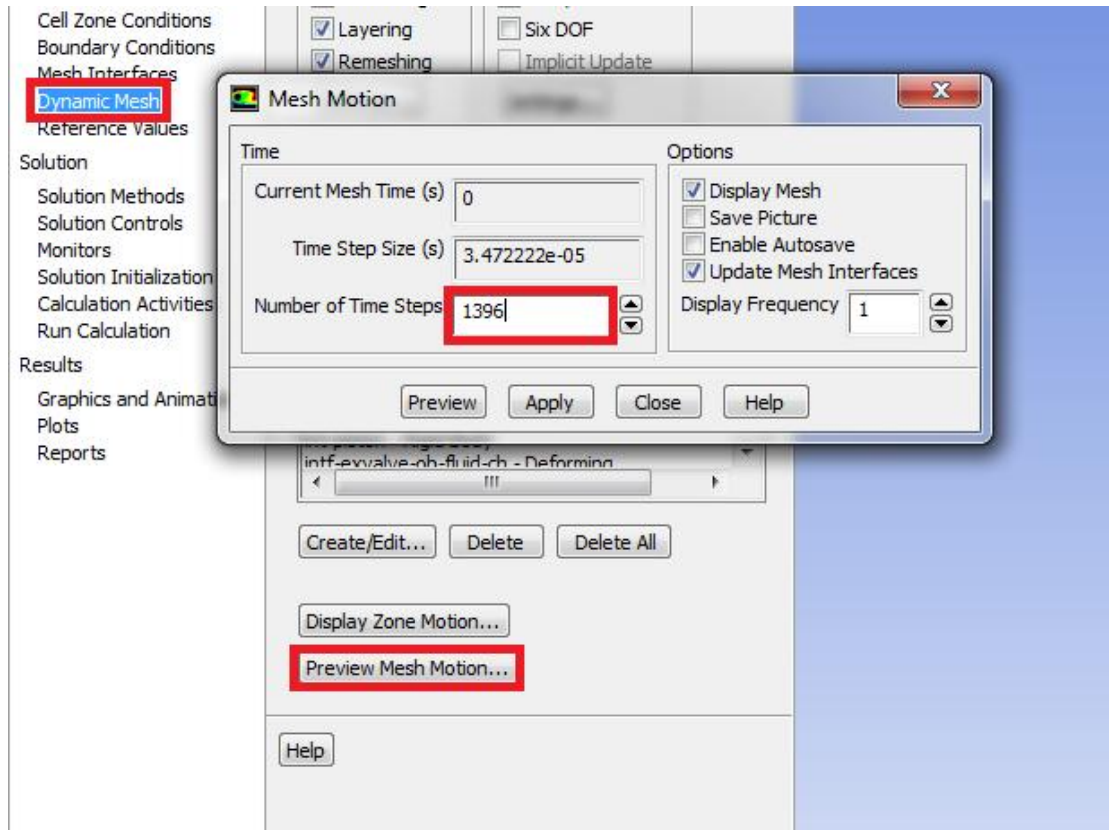 Cell Zone Conditions
Boundary Conditions
Mesh Interfaces
Dynamic Mesh
Reference Values
Solution
Solution Methods
Solution Controls
Monitors
Solution Initialization
Calculation Activities
Run Calculation
Results
Graphics and Animati
Plots
Reports
Layering
Six DOF
Remeshing
Implicit Update
Mesh Motion
Time
Current Mesh Time (s) 0
Time Step Size (s) 3.472222e-05
Number of Time Steps 1396
Options
Display Mesh
Save Picture
Enable Autosave
Update Mesh Interfaces
Display Frequency 1
Preview Apply Close Help
intf-exvalve-ob-fluid-ch - Deforming
Create/Edit... Delete Delete All
Display Zone Motion...
Preview Mesh Motion...
Help